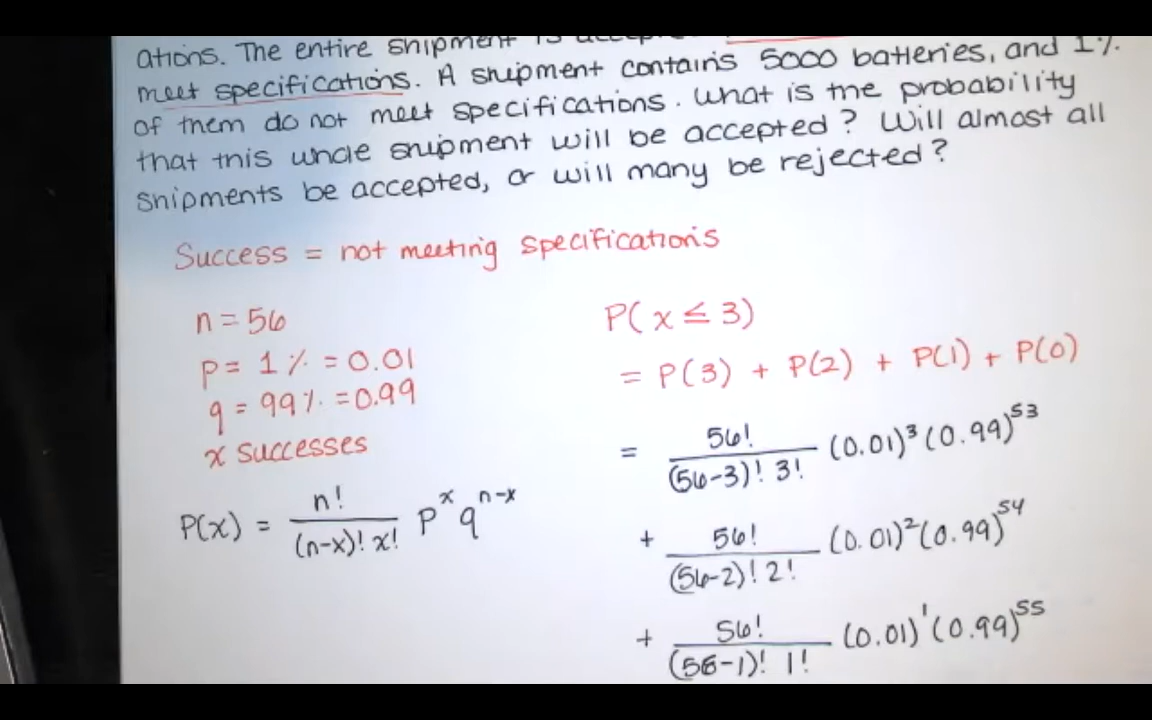 ations. The entire shipment is
meet specifications. A shipment contains 5000 batteries, and 1%
of them do not meet specifications. What is the probability
that this whole shipment will be accepted? Will almost all
shipments be accepted, or will many be rejected?
Success = not meeting specifications
n = 56
p = 1% = 0.01
q = 99% = 0.99
x successes
P(x) = n! / (n-x)! x! p^x q^n-x
P(x ≤ 3)
= P(3) + P(2) + P(1) + P(0)
= 56! / (56-3)! 3! (0.01)^3 (0.99)^53
+ 56! / (56-2)! 2! (0.01)^2 (0.99)^54
+ 56! / (56-1)! 1! (0.01)^1 (0.99)^55